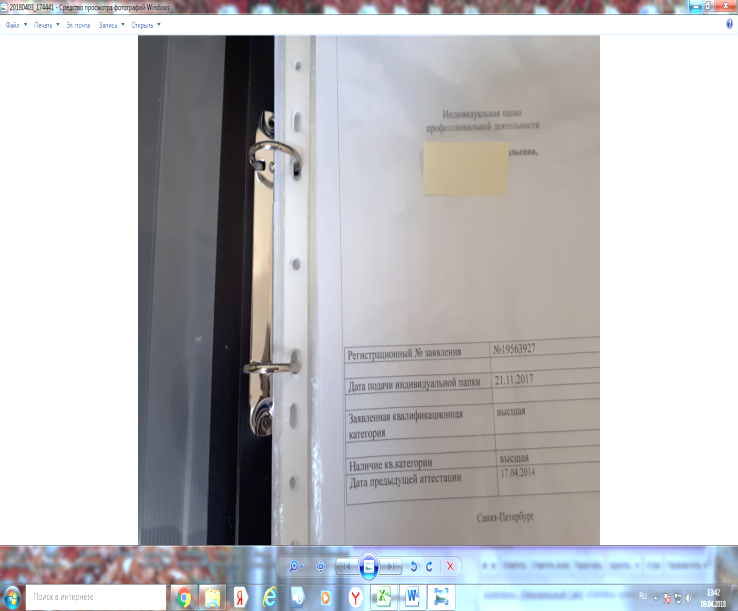 20180403_174441 - Средство просмотра фотографий Windows
Файл Печать Эл. почта Запись Открыть
Индивидуальная папка
профессиональной деятельности
Регистрационный № заявления №19563927
Дата подачи индивидуальной папки 21.11.2017
Заявленная квалификационная категория высшая
Наличие кв.категории высшая
Дата предыдущей аттестации 17.04.2014
Санкт-Петербург
Поиск в интернете
RU
13:42
09.04.2018